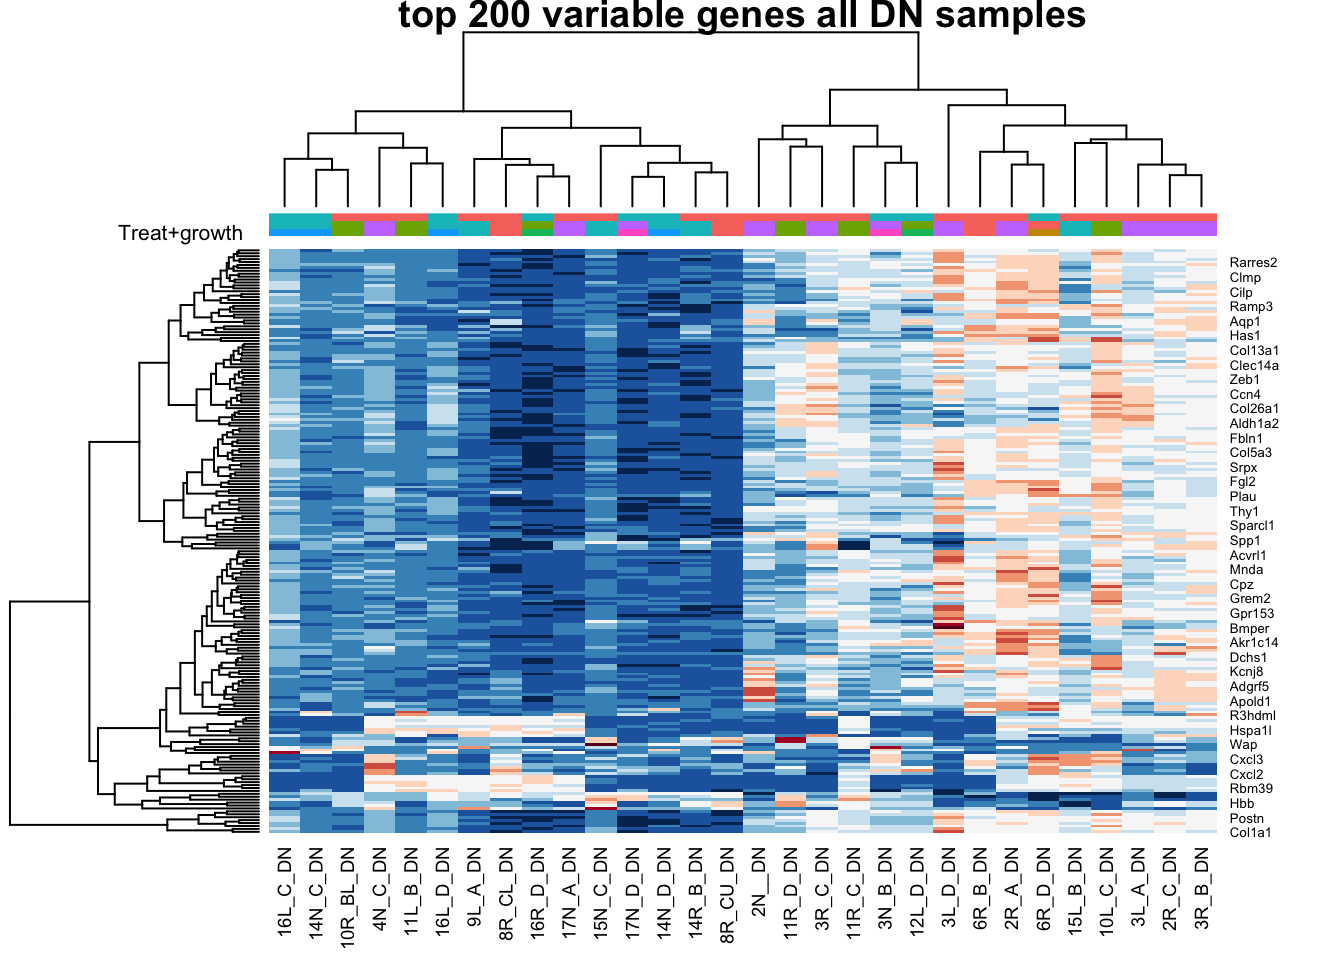 top 200 variable genes all DN samples
Treat+growth
Rarres2
Clmp
Cilp
Ramp3
Aqp1
Has1
Col13a1
Clec14a
Zeb1
Ccn4
Col26a1
Aldh1a2
Fbln1
Col5a3
Srpx
Fgl2
Plau
Thy1
Sparcl1
Spp1
Acvrl1
Mnda
Cpz
Grem2
Gpr153
Bmper
Akr1c14
Dchs1
Kcnj8
Adgrf5
Apold1
R3hdml
Hspa1l
Wap
Cxcl3
Cxcl2
Rbm39
Hbb
Postn
Col1a1
16L_C_DN
14N_C_DN
10R_BL_DN
4N_C_DN
11L_B_DN
16L_D_DN
9L_A_DN
8R_CL_DN
16R_D_DN
17N_A_DN
15N_C_DN
17N_D_DN
14N_D_DN
14R_B_DN
8R_CU_DN
2N__DN
11R_D_DN
3R_C_DN
11R_C_DN
3N_B_DN
12L_D_DN
3L_D_DN
6R_B_DN
2R_A_DN
6R_D_DN
15L_B_DN
10L_C_DN
3L_A_DN
2R_C_DN
3R_B_DN